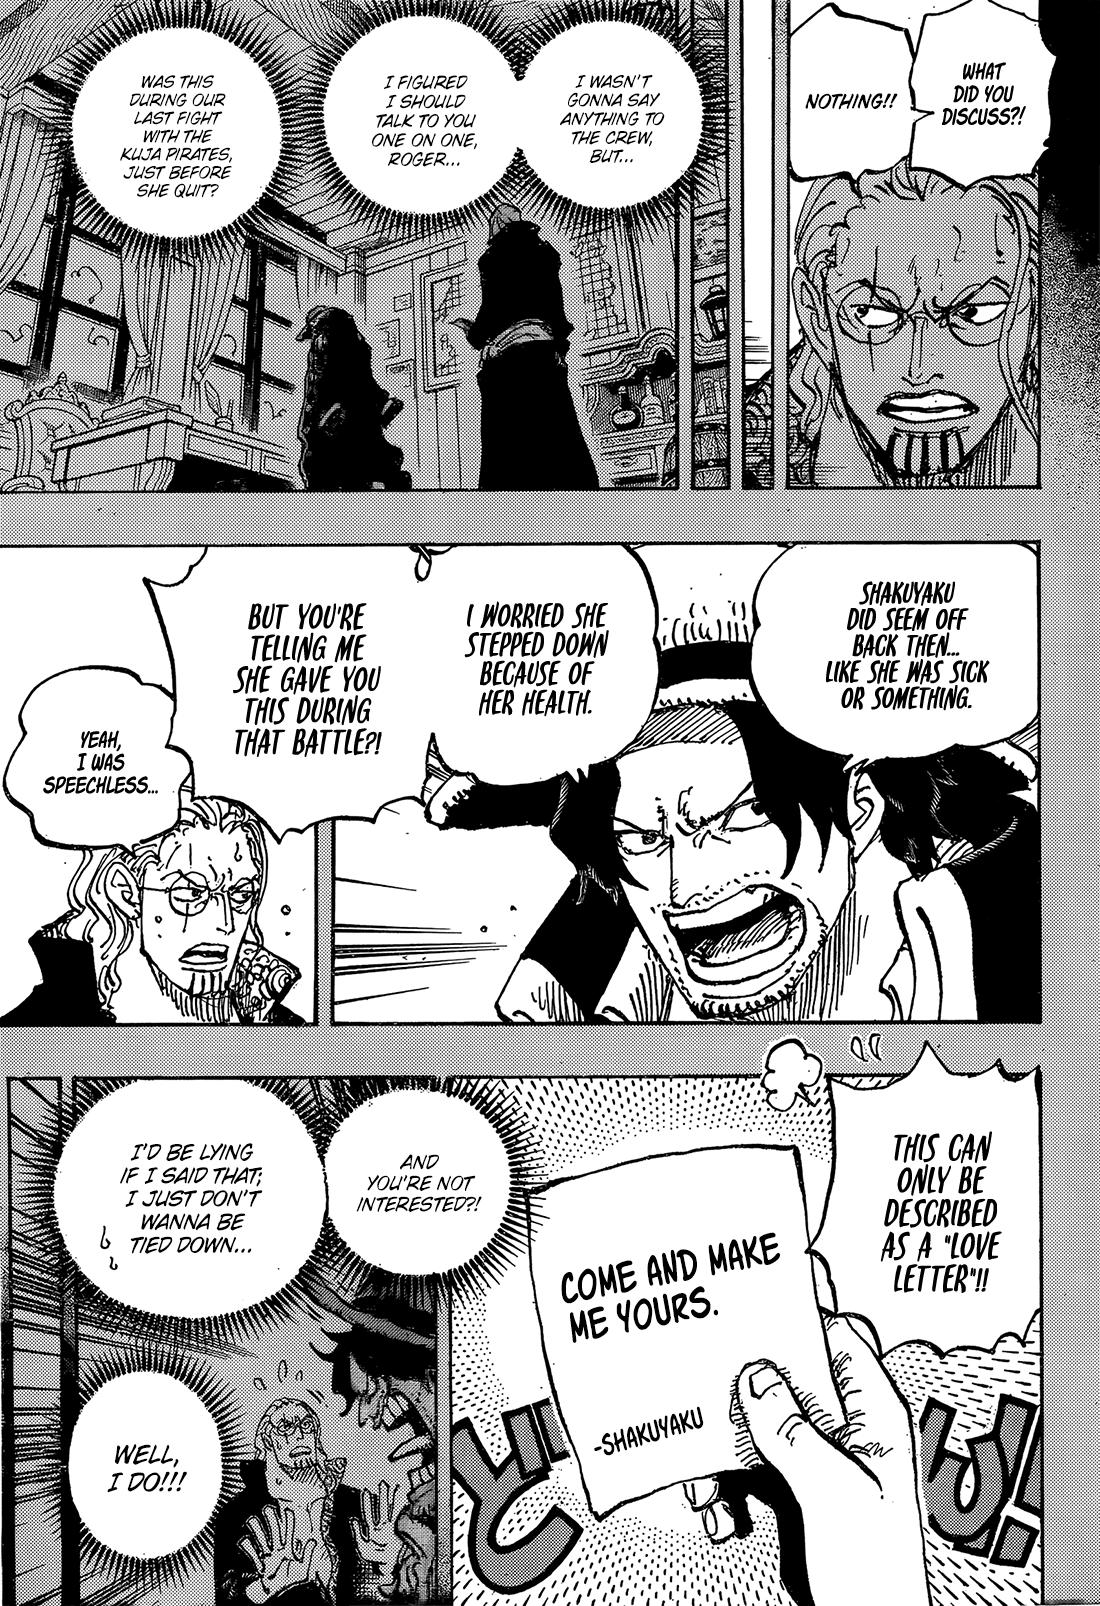 WHAT
DID YOU
DISCUSS?!
NOTHING!!
I WASN'T
GONNA SAY
ANYTHING TO
THE CREW,
BUT...
I FIGURED
I SHOULD
TALK TO YOU
ONE ON ONE,
ROGER...
WAS THIS
DURING OUR
LAST FIGHT
WITH THE
KUJA PIRATES,
JUST BEFORE
SHE QUIT?
SHAKUYAKU
DID SEEM OFF
BACK THEN...
LIKE SHE WAS SICK
OR SOMETHING.
I WORRIED SHE
STEPPED DOWN
BECAUSE OF
HER HEALTH.
BUT YOU'RE
TELLING ME
SHE GAVE YOU
THIS DURING
THAT BATTLE?!
YEAH,
I WAS
SPEECHLESS...
THIS CAN
ONLY BE
DESCRIBED
AS A "LOVE
LETTER"!!
COME AND MAKE
ME YOURS.
-SHAKUYAKU
AND
YOU'RE NOT
INTERESTED?!
I'D BE LYING
IF I SAID THAT;
I JUST DON'T
WANNA BE
TIED DOWN...
WELL,
I DO!!!